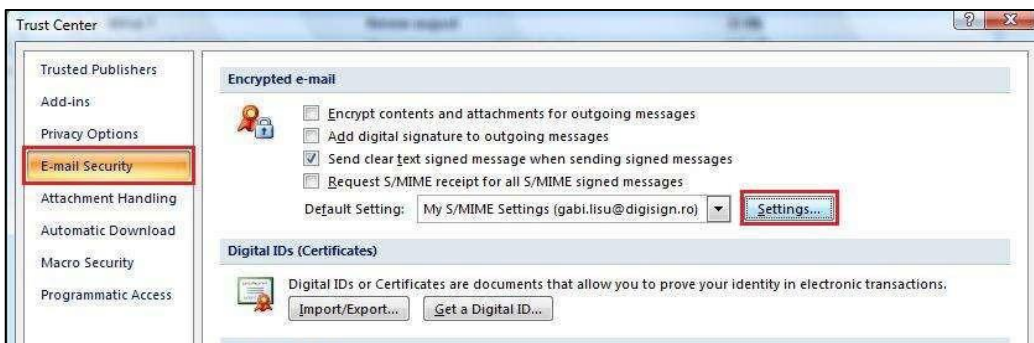 Trust Center
Trusted Publishers
Add-ins
Privacy Options
E-mail Security
Attachment Handling
Automatic Download
Macro Security
Programmatic Access
Encrypted e-mail
Encrypt contents and attachments for outgoing messages
Add digital signature to outgoing messages
Send clear text signed message when sending signed messages
Request S/MIME receipt for all S/MIME signed messages
Default Setting: My S/MIME Settings (gabi.lisu@digisign.ro) Settings...
Digital IDs (Certificates)
Digital IDs or Certificates are documents that allow you to prove your identity in electronic transactions.
Import/Export... Get a Digital ID...